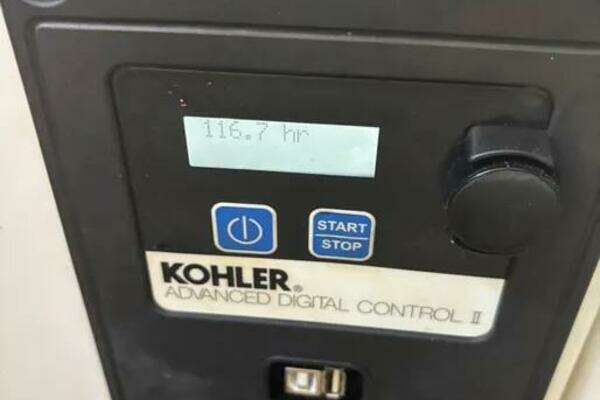 116.7 hr
START
STOP
KOHLER®
ADVANCED DIGITAL CONTROL II